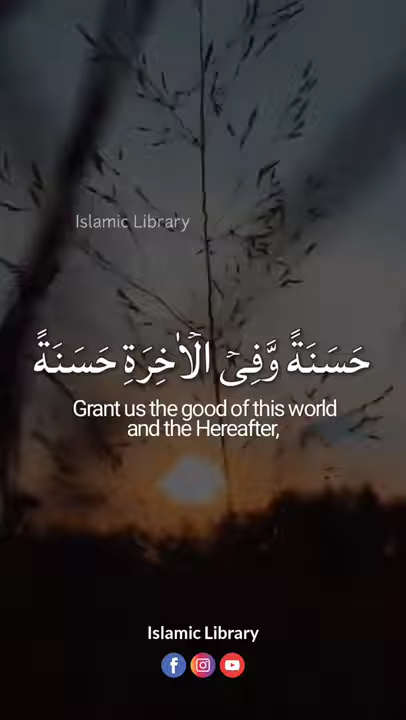 Islamic Library
حَسَنَةً وَّفِیۡ الۡاٰخِرَةِ حَسَنَةً
Grant us the good of this world
and the Hereafter,
Islamic Library